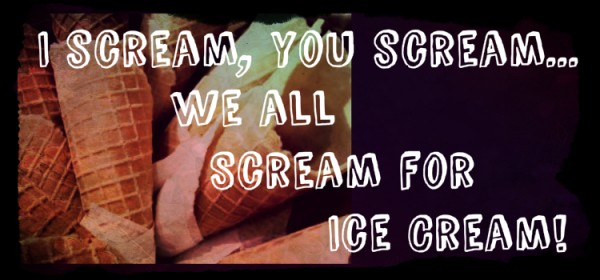 I SCREAM, YOU SCREAM...
WE ALL
SCREAM FOR
ICE CREAM!